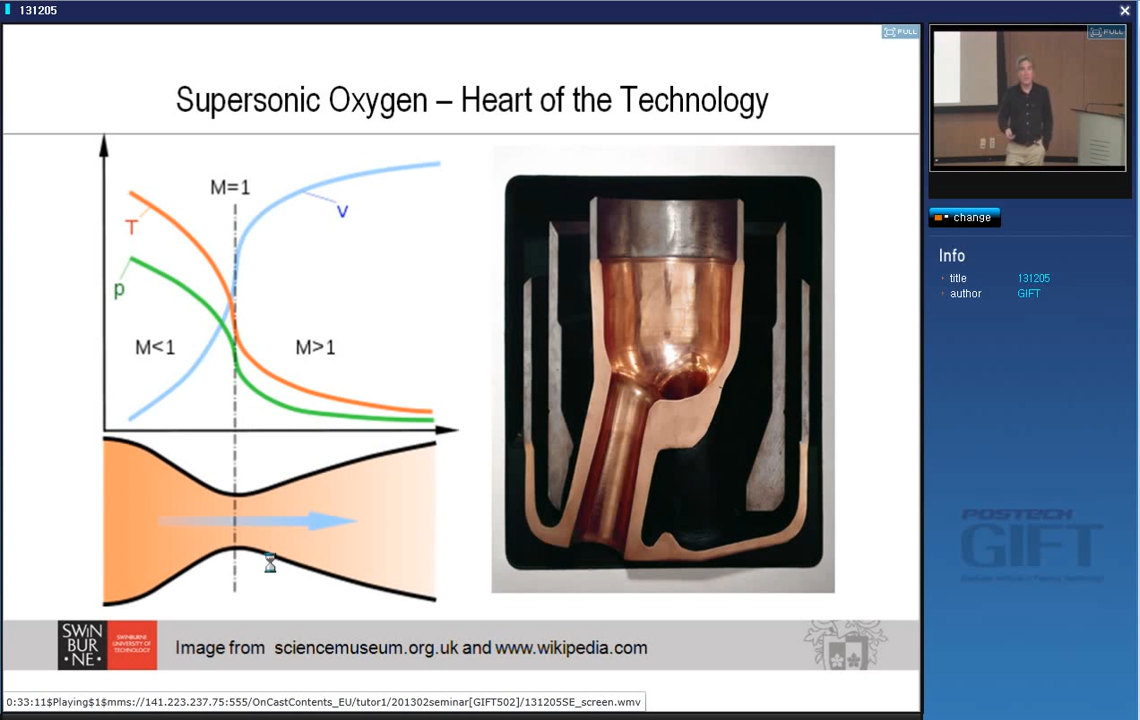 131205
FULL
Supersonic Oxygen – Heart of the Technology
M=1
T
v
p
M<1
M>1
SWiN
BUR
•NE•
SWINBURNE
UNIVERSITY OF
TECHNOLOGY
Image from sciencemuseum.org.uk and www.wikipedia.com
0:33:11$Playing$1$mms://141.223.237.75:555/OnCastContents_EU/tutor1/201302seminar[GIFT502]/131205SE_screen.wmv
FULL
change
Info
title 131205
author GIFT
POSTECH
GIFT